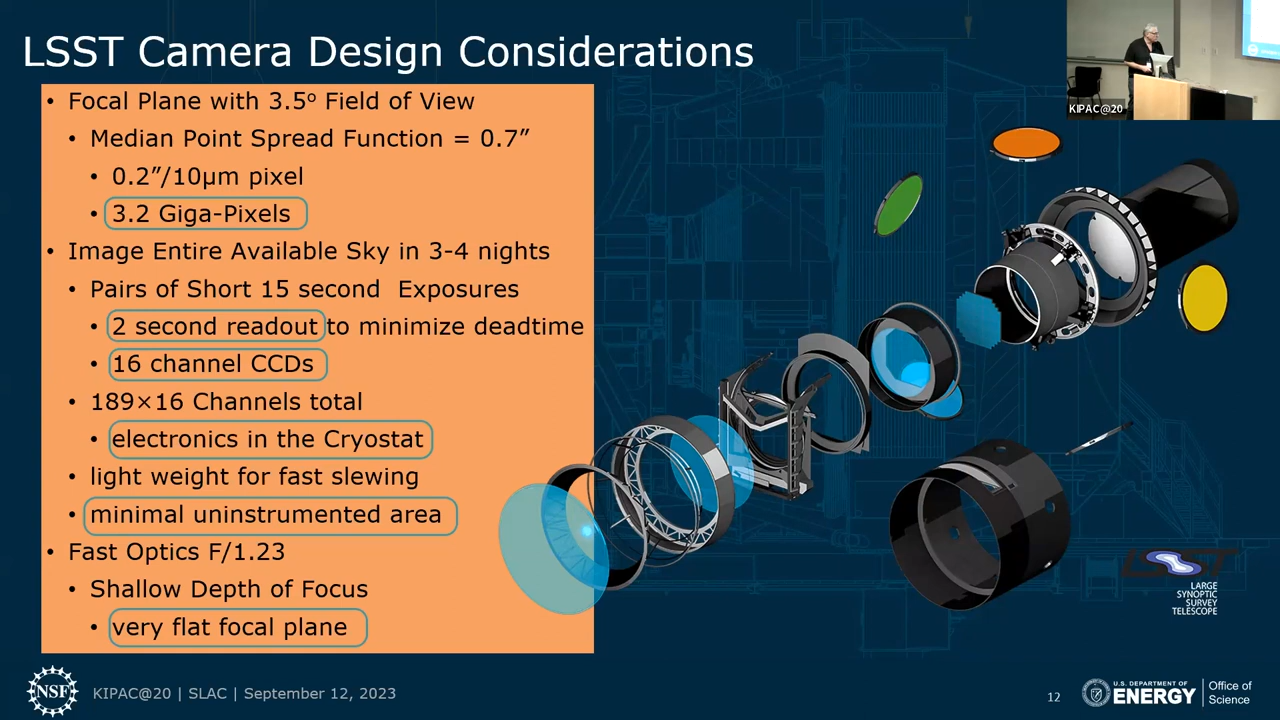 LSST Camera Design Considerations
KIPAC@20
• Focal Plane with 3.5° Field of View
• Median Point Spread Function = 0.7”
• 0.2”/10µm pixel
• 3.2 Giga-Pixels
• Image Entire Available Sky in 3-4 nights
• Pairs of Short 15 second Exposures
• 2 second readout to minimize deadtime
• 16 channel CCDs
• 189×16 Channels total
• electronics in the Cryostat
• light weight for fast slewing
• minimal uninstrumented area
• Fast Optics F/1.23
• Shallow Depth of Focus
• very flat focal plane
LSST
LARGE
SYNOPTIC
SURVEY
TELESCOPE
NSF
KIPAC@20 | SLAC | September 12, 2023
12
U.S. DEPARTMENT OF
ENERGY
Office of
Science